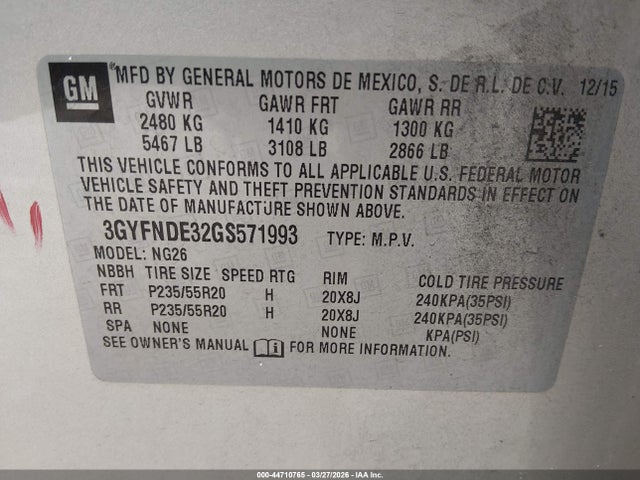 GM MFD BY GENERAL MOTORS DE MEXICO, S. DE R.L. DE C.V. 12/15
GVWR GAWR FRT GAWR RR
2480 KG 1410 KG 1300 KG
5467 LB 3108 LB 2866 LB
THIS VEHICLE CONFORMS TO ALL APPLICABLE U.S. FEDERAL MOTOR
VEHICLE SAFETY AND THEFT PREVENTION STANDARDS IN EFFECT ON
THE DATE OF MANUFACTURE SHOWN ABOVE.
3GYFNDE32GS571993 TYPE: M.P.V.
MODEL: NG26
NBBH TIRE SIZE SPEED RTG RIM COLD TIRE PRESSURE
FRT P235/55R20 H 20X8J 240KPA(35PSI)
RR P235/55R20 H 20X8J 240KPA(35PSI)
SPA NONE NONE KPA(PSI)
SEE OWNER'S MANUAL FOR MORE INFORMATION.
000-44710765 - 03/27/2026 - IAAI.COM